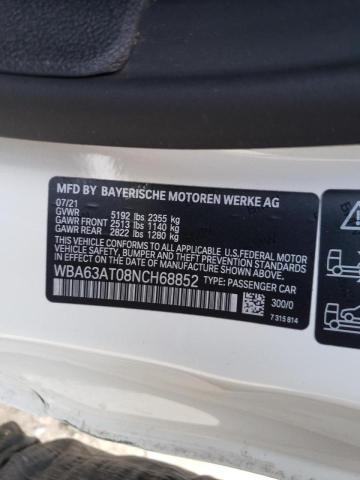 MFD BY BAYERISCHE MOTOREN WERKE AG
07/21
GVWR 5192 lbs 2355 kg
GAWR FRONT 2513 lbs 1140 kg
GAWR REAR 2822 lbs 1280 kg
THIS VEHICLE CONFORMS TO ALL APPLICABLE U.S. FEDERAL MOTOR
VEHICLE SAFETY, BUMPER, AND THEFT PREVENTION STANDARDS IN
EFFECT ON THE DATE OF MANUFACTURE SHOWN ABOVE.
WBA63AT08NCH68852 TYPE: PASSENGER CAR
300/0
7 315 814